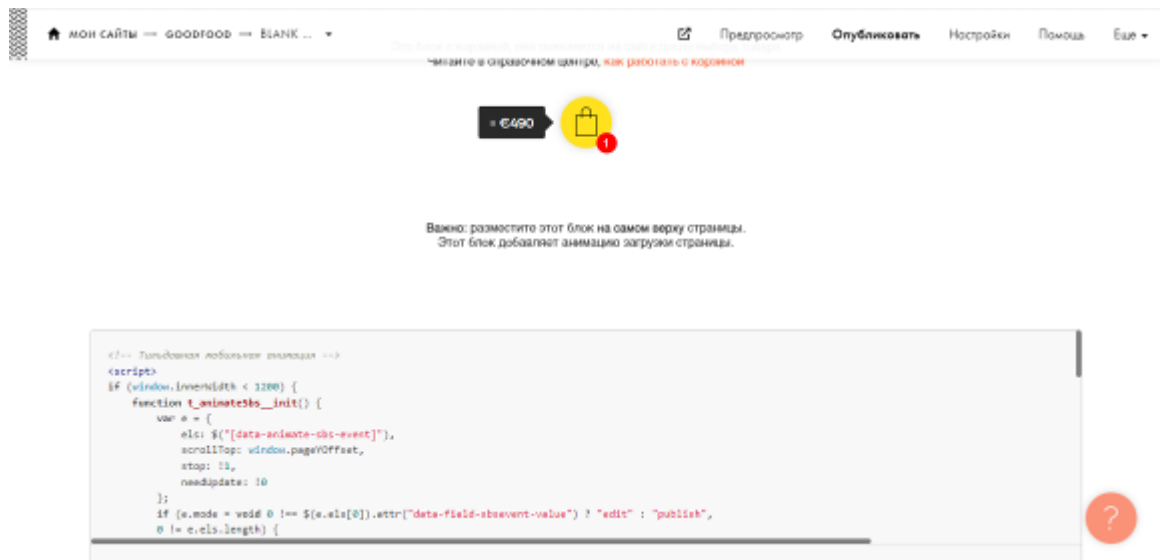 МОИ САЙТЫ → GOODFOOD → BLANK ...
Предпросмотр
Опубликовать
Настройки
Помощь
Еще
Читайте в справочном центре, как работать с корзиной
= €490
1
Важно: разместите этот блок на самом верху страницы.
Этот блок добавляет анимацию загрузки страницы.
<!-- Тильдовная мобильная анимация -->
<script>
if (window.innerWidth < 1200) {
function t_animateSbs__init() {
var e = {
els: $("[data-animate-sbs-event]"),
scrollTop: window.pageYOffset,
stop: !1,
needUpdate: !0
};
if (e.mode = void 0 !== $(e.els[0]).attr("data-field-sbsevent-value") ? "edit" : "publish",
0 != e.els.length) {
?